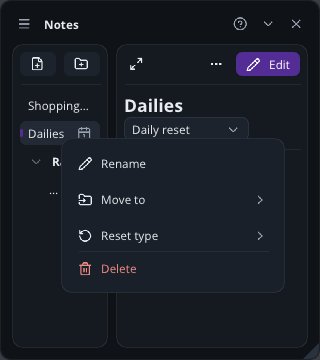 Notes
Edit
Shopping...
Dailies
Dailies
Daily reset
...
Rename
Move to
Reset type
Delete